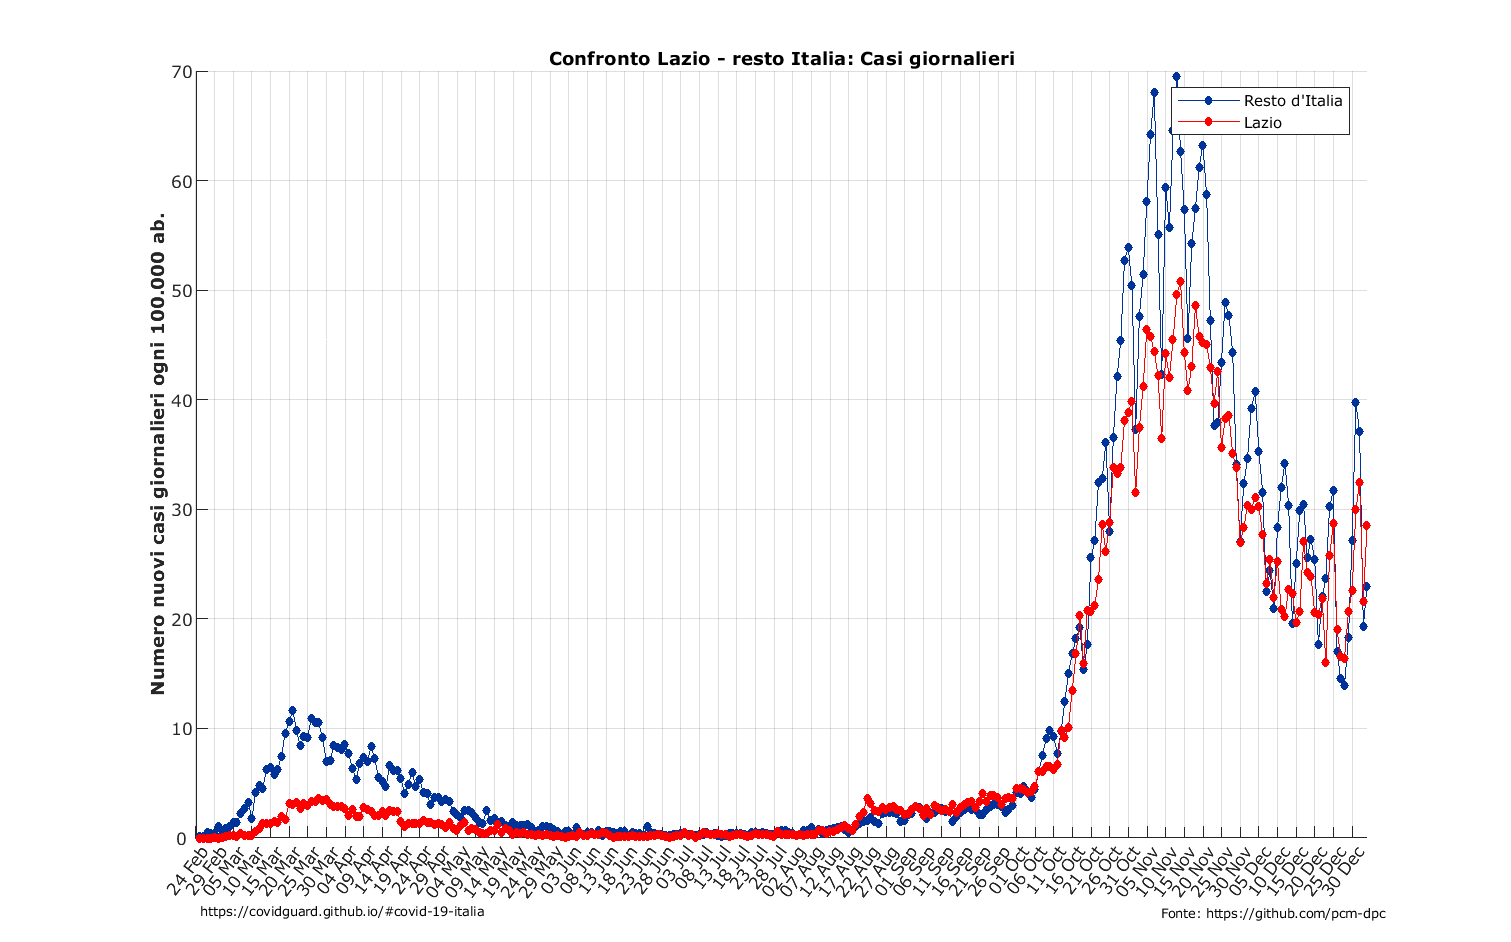 Confronto Lazio - resto Italia: Casi giornalieri
Numero nuovi casi giornalieri ogni 100.000 ab.
70
60
50
40
30
20
10
0
Resto d'Italia
Lazio
24 Feb
29 Feb
05 Mar
10 Mar
15 Mar
20 Mar
25 Mar
30 Mar
04 Apr
09 Apr
14 Apr
19 Apr
24 Apr
29 Apr
04 May
09 May
14 May
19 May
24 May
29 May
03 Jun
08 Jun
13 Jun
18 Jun
23 Jun
28 Jun
03 Jul
08 Jul
13 Jul
18 Jul
23 Jul
28 Jul
02 Aug
07 Aug
12 Aug
17 Aug
22 Aug
27 Aug
01 Sep
06 Sep
11 Sep
16 Sep
21 Sep
26 Sep
01 Oct
06 Oct
11 Oct
16 Oct
21 Oct
26 Oct
31 Oct
05 Nov
10 Nov
15 Nov
20 Nov
25 Nov
30 Nov
05 Dec
10 Dec
15 Dec
20 Dec
25 Dec
30 Dec
https://covidguard.github.io/#covid-19-italia
Fonte: https://github.com/pcm-dpc